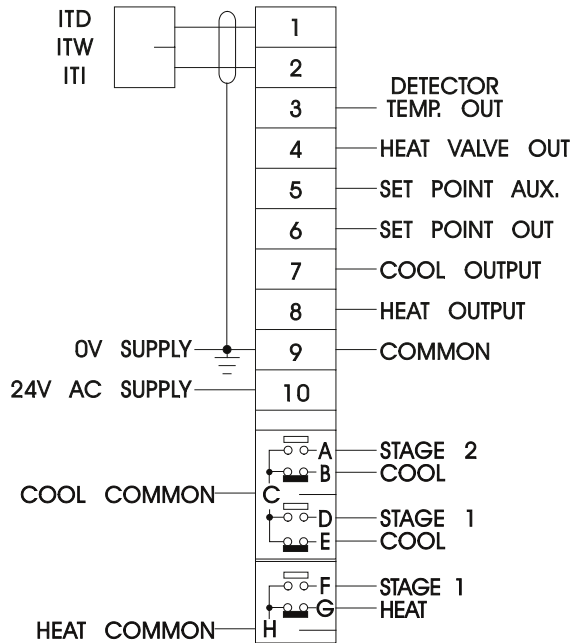 ITD
ITW
ITI
1
2
3
DETECTOR
TEMP. OUT
4 HEAT VALVE OUT
5 SET POINT AUX.
6 SET POINT OUT
7 COOL OUTPUT
8 HEAT OUTPUT
0V SUPPLY 9 COMMON
24V AC SUPPLY 10
A STAGE 2
B COOL
COOL COMMON C
D STAGE 1
E COOL
F STAGE 1
G HEAT
HEAT COMMON H